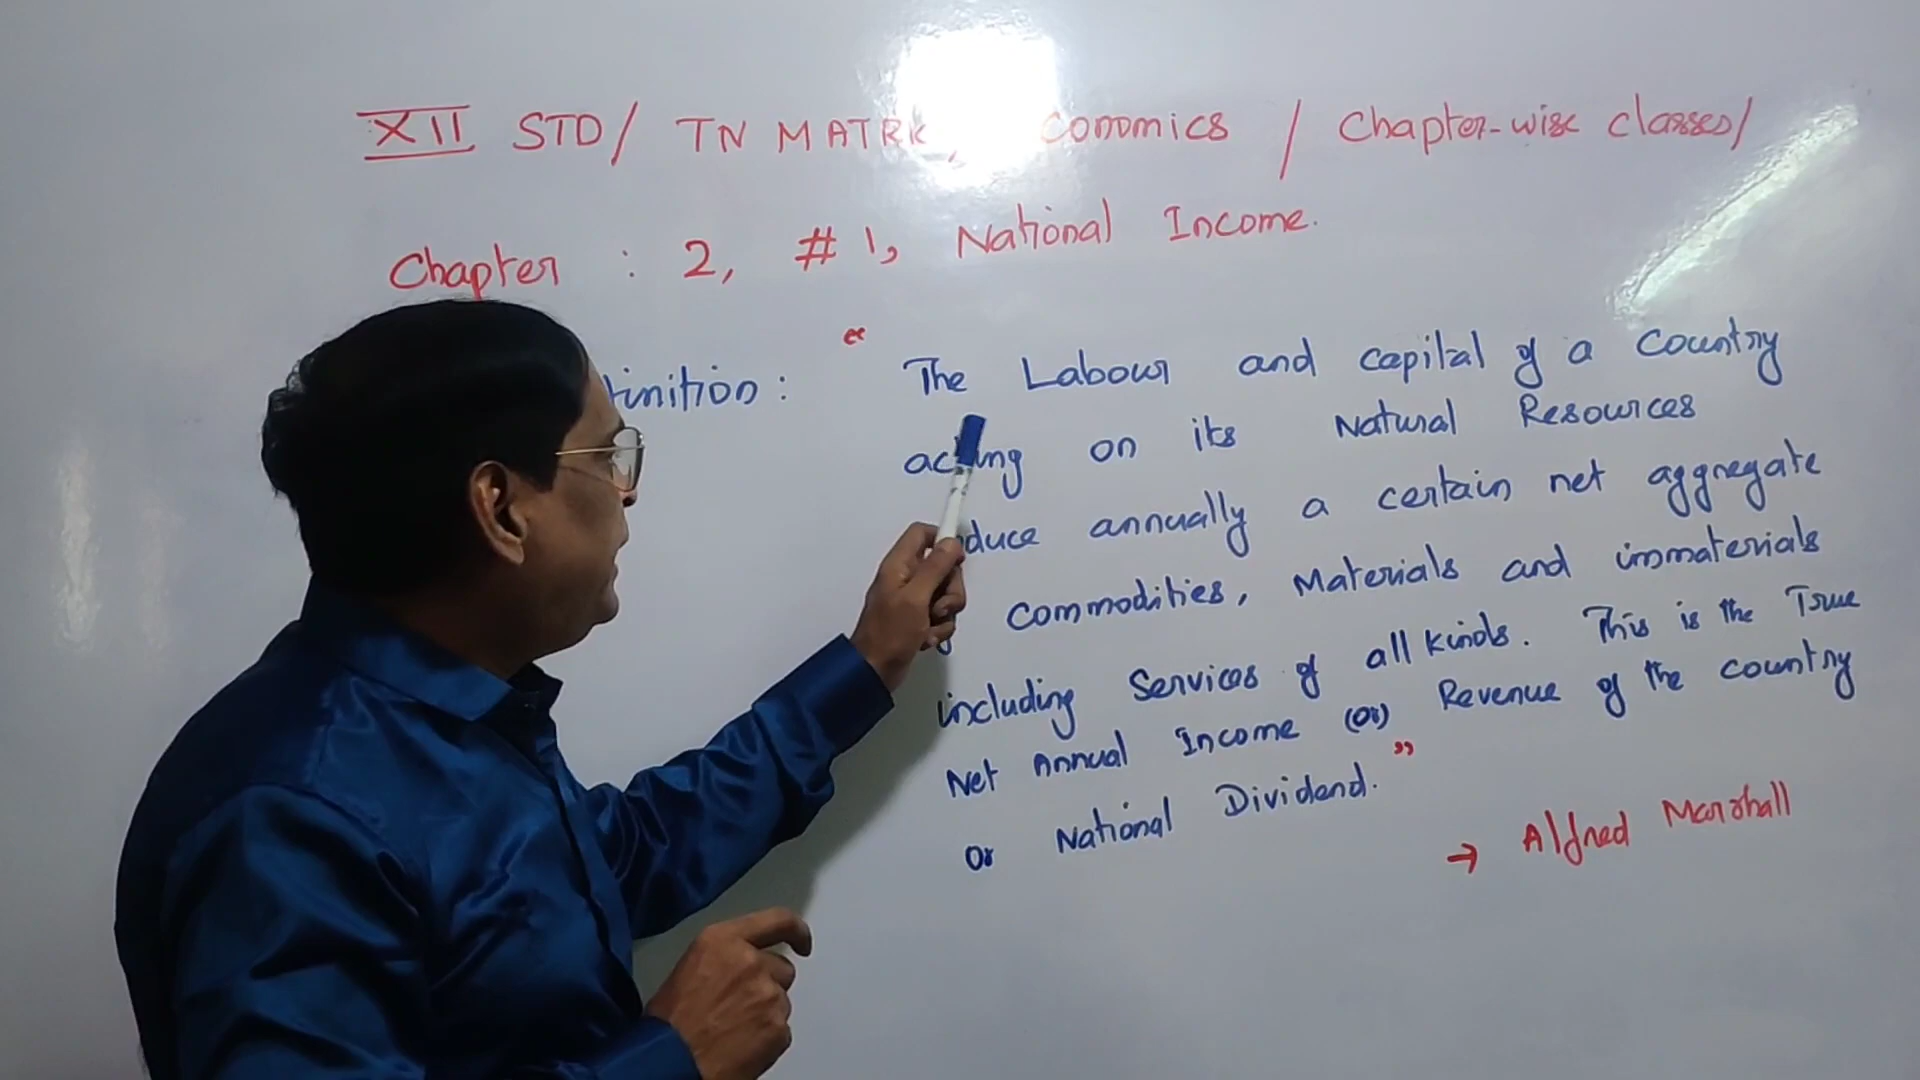 XII STD/ TN MATRK, conomics / Chapter-wise classes/
Chapter : 2, #1, National Income.
finition : " The Labour and capital of a Country
acting on its Natural Resources
duce annually a certain net aggregate
commodities, Materials and immaterials
including Services of all kinds. This is the True
Net Annual Income (or) Revenue of the country
or National Dividend."
→ Alfred Marshall